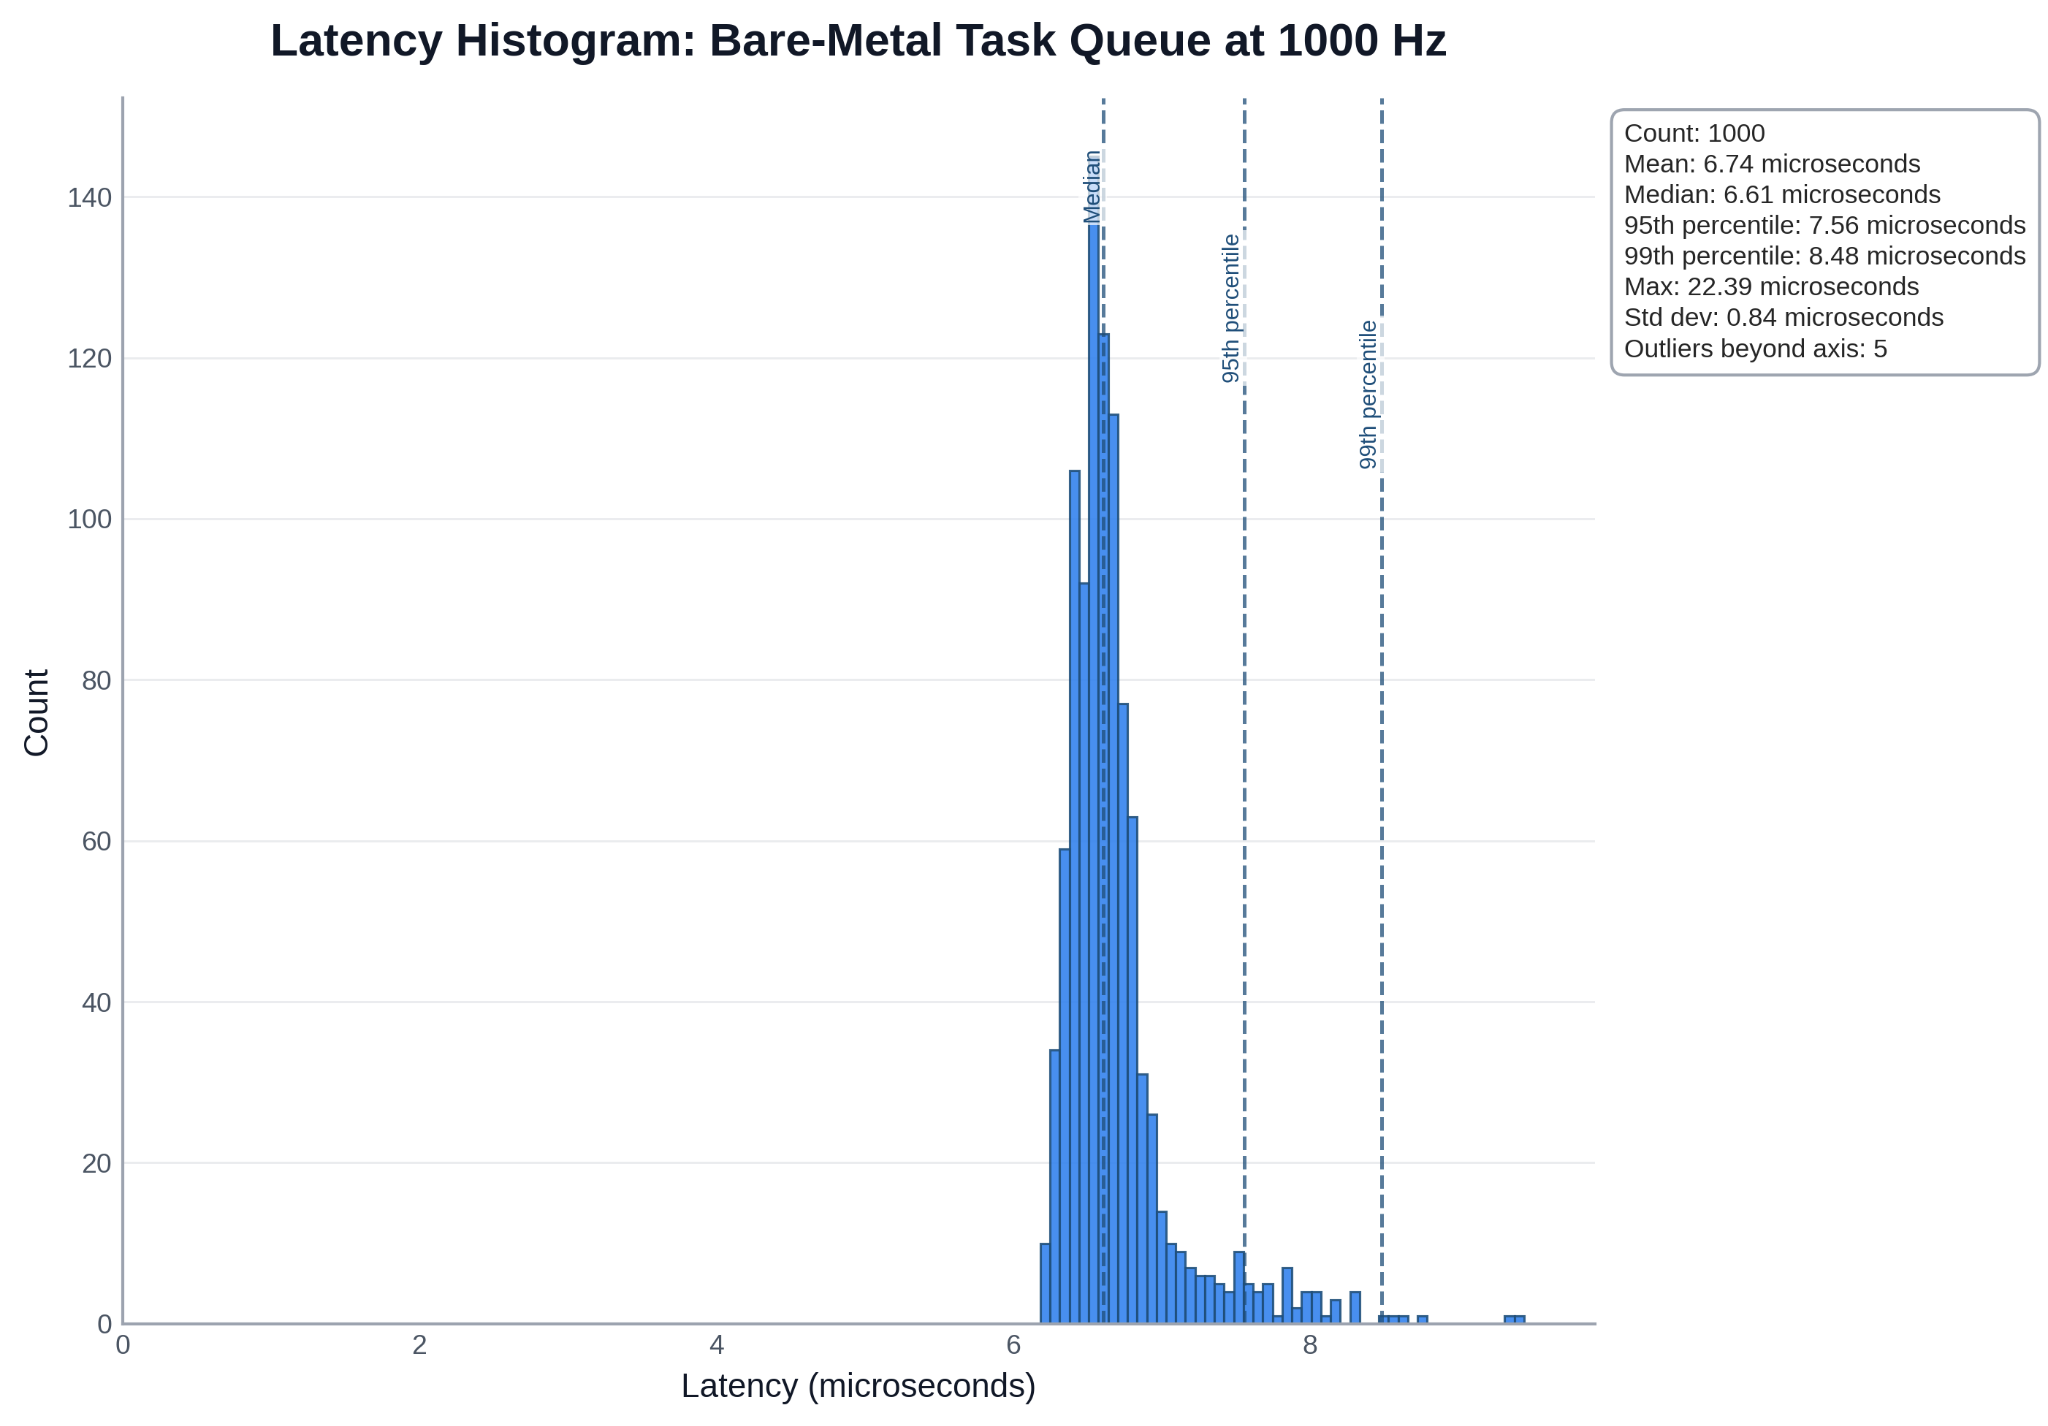 Latency Histogram: Bare-Metal Task Queue at 1000 Hz
Count: 1000
Mean: 6.74 microseconds
Median: 6.61 microseconds
95th percentile: 7.56 microseconds
99th percentile: 8.48 microseconds
Max: 22.39 microseconds
Std dev: 0.84 microseconds
Outliers beyond axis: 5
Median
95th percentile
99th percentile
Count
140
120
100
80
60
40
20
0
0 2 4 6 8
Latency (microseconds)